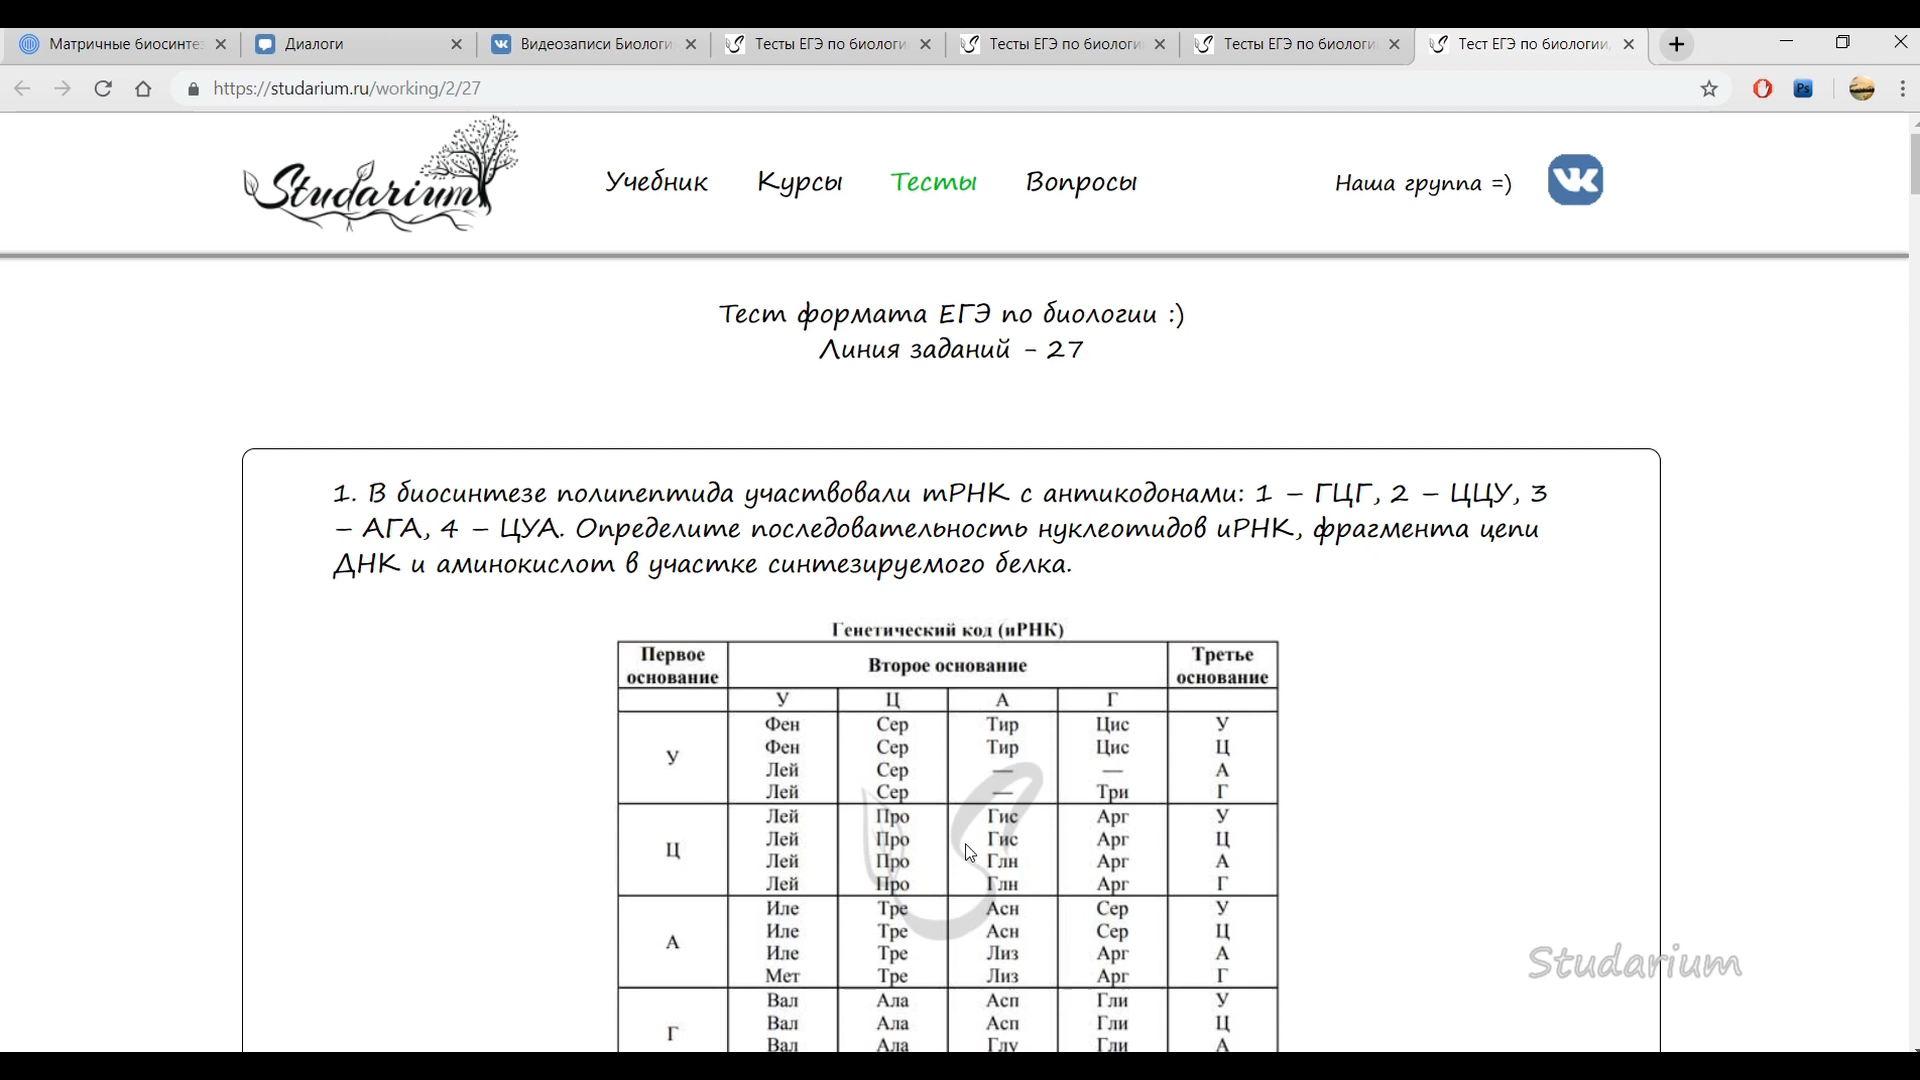 Матричные биосинте
Диалоги
Видеозаписи Биологи
Тесты ЕГЭ по биологи
Тесты ЕГЭ по биологи
Тесты ЕГЭ по биологи
Тест ЕГЭ по биологии,
https://studarium.ru/working/2/27
Ps
Studarium
Учебник Курсы Тесты Вопросы
Наша группа =)
Тест формата ЕГЭ по биологии :)
Линия заданий - 27
1. В биосинтезе полипептида участвовали тРНК с антикодонами: 1 – ГЦГ, 2 – ЦЦУ, 3
– АГА, 4 – ЦУА. Определите последовательность нуклеотидов иРНК, фрагмента цепи
ДНК и аминокислот в участке синтезируемого белка.
Генетический код (иРНК)
Первое основание Второе основание Третье основание
У Ц А Г
У
Фен Сер Тир Цис У
Фен Сер Тир Цис Ц
Лей Сер — — А
Лей Сер — Три Г
Ц
Лей Про Гис Арг У
Лей Про Гис Арг Ц
Лей Про Глн Арг А
Лей Про Глн Арг Г
А
Иле Тре Асн Сер У
Иле Тре Асн Сер Ц
Иле Тре Лиз Арг А
Мет Тре Лиз Арг Г
Г
Вал Ала Асп Гли У
Вал Ала Асп Гли Ц
Вал Ала Глу Гли А
Studarium